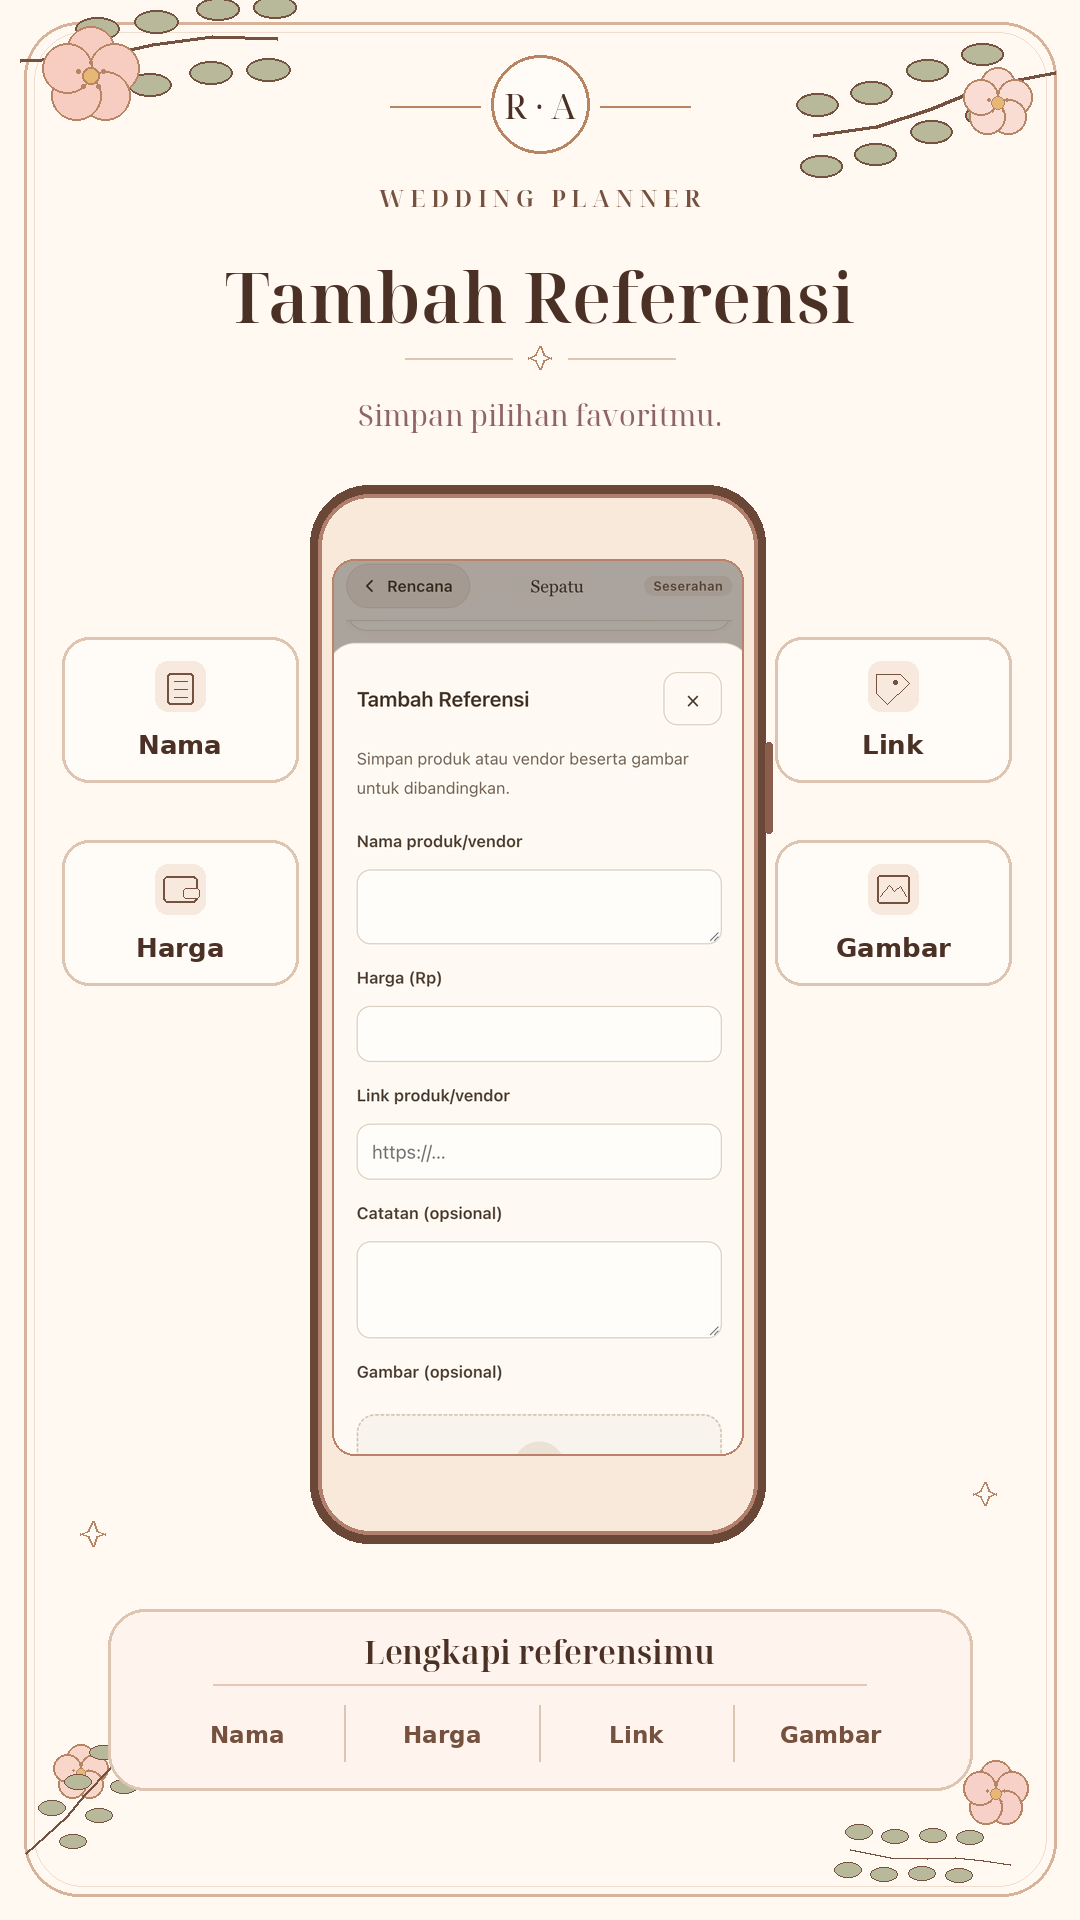 R · A
WEDDING PLANNER
Tambah Referensi
Simpan pilihan favoritmu.
Rencana
Sepatu
Seserahan
Tambah Referensi
×
Simpan produk atau vendor beserta gambar
untuk dibandingkan.
Nama produk/vendor
Harga (Rp)
Link produk/vendor
https://...
Catatan (opsional)
Gambar (opsional)
Nama
Harga
Link
Gambar
Lengkapi referensimu
Nama
Harga
Link
Gambar